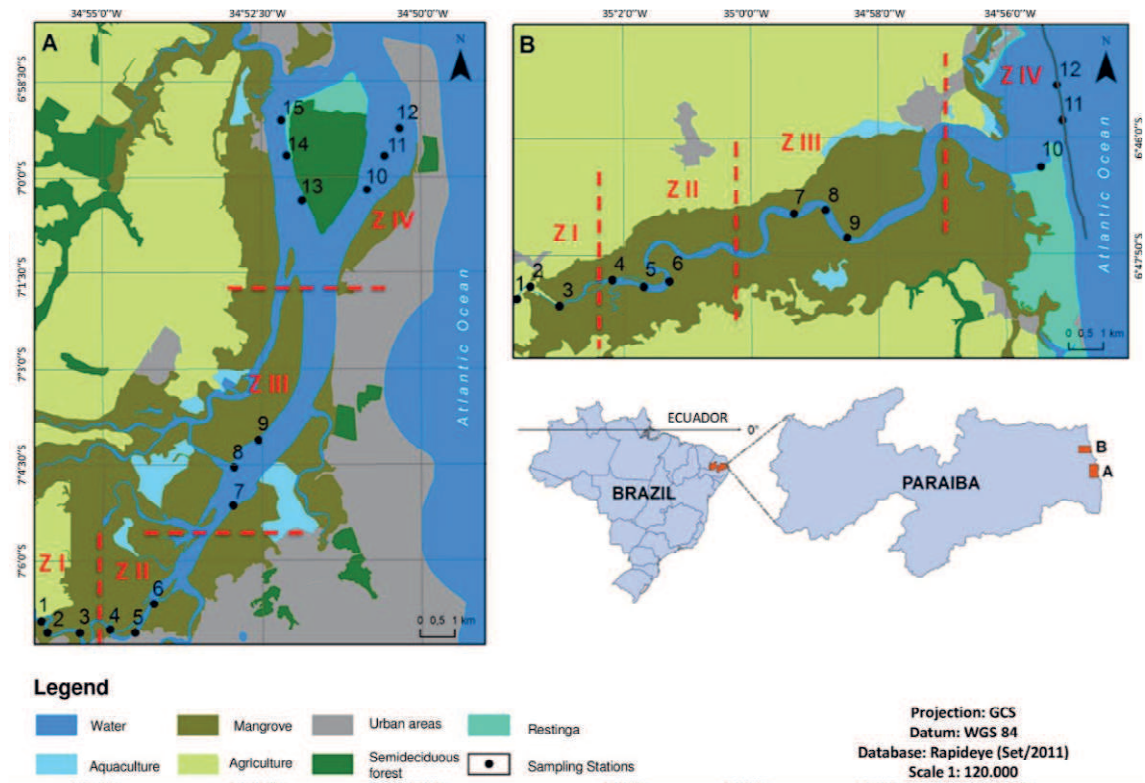 34°55'0"W 34°52'30"W 34°50'0"W
A
N
6°58'30"S
7°0'0"S
7°1'30"S
7°3'0"S
7°4'30"S
7°6'0"S
15
12
14
11
13
10
Z IV
Z III
9
8
7
Z I
Z II
6
1
2
3
4
5
Atlantic Ocean
0 0,5 1 km
35°2'0"W 35°0'0"W 34°58'0"W 34°56'0"W
B
N
6°46'0"S
6°47'50"S
Z IV
12
11
10
Z III
Z II
Z I
7
8
9
1
2
3
4
5
6
Atlantic Ocean
0 0,5 1 km
ECUADOR
0°
BRAZIL
PARAIBA
B
A
Legend
Water
Mangrove
Urban areas
Restinga
Aquaculture
Agriculture
Semideciduous
forest
Sampling Stations
Projection: GCS
Datum: WGS 84
Database: Rapideye (Set/2011)
Scale 1: 120.000